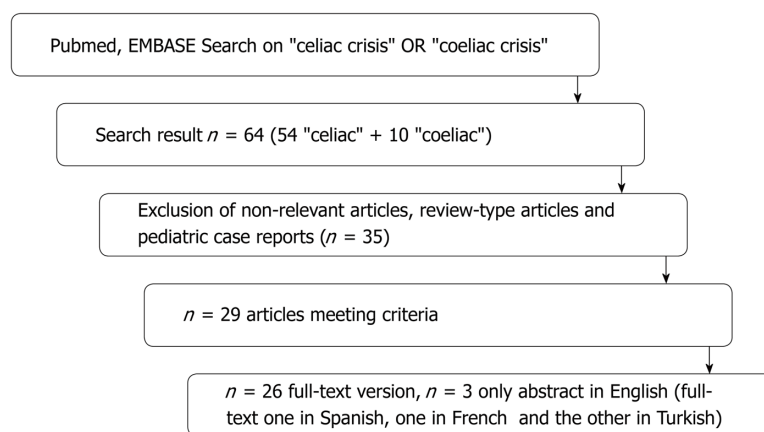 Pubmed, EMBASE Search on "celiac crisis" OR "coeliac crisis"
Search result n = 64 (54 "celiac" + 10 "coeliac")
Exclusion of non-relevant articles, review-type articles and
pediatric case reports (n = 35)
n = 29 articles meeting criteria
n = 26 full-text version, n = 3 only abstract in English (full-
text one in Spanish, one in French and the other in Turkish)